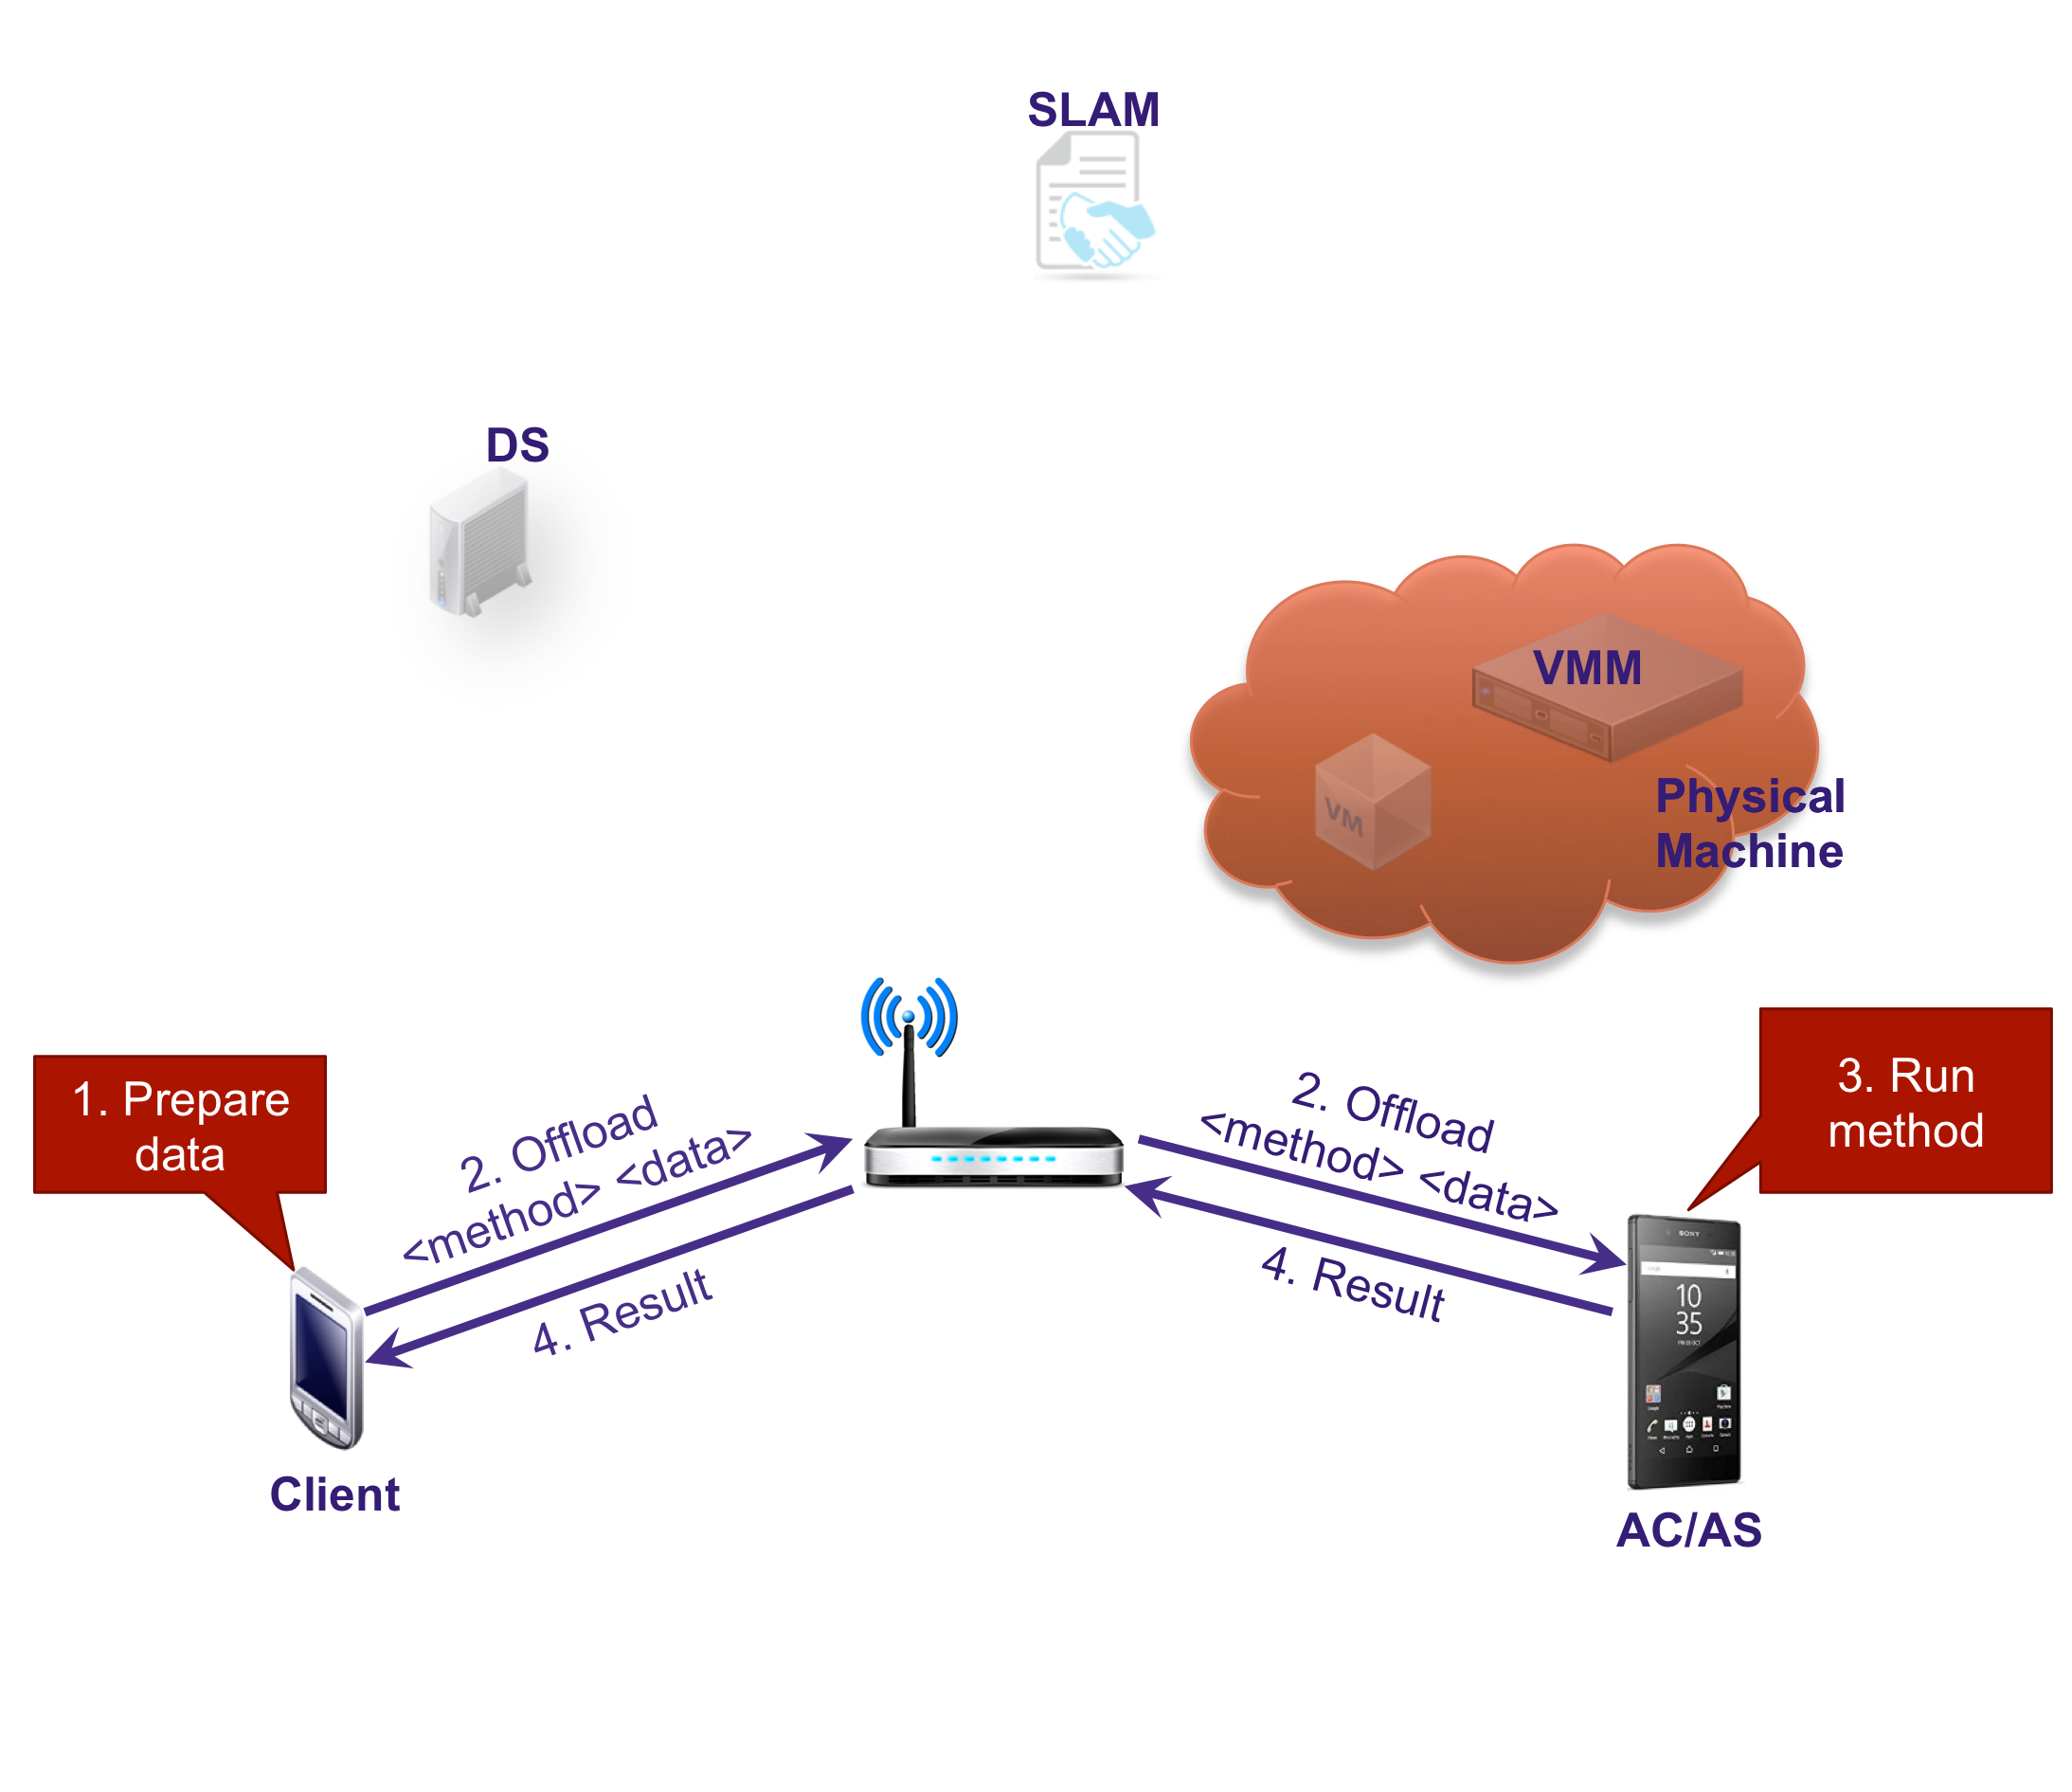 SLAM
DS
VMM
VM
Physical
Machine
1. Prepare
data
2. Offload
<method> <data>
4. Result
2. Offload
<method> <data>
4. Result
3. Run
method
SONY
10
35
Client
AC/AS